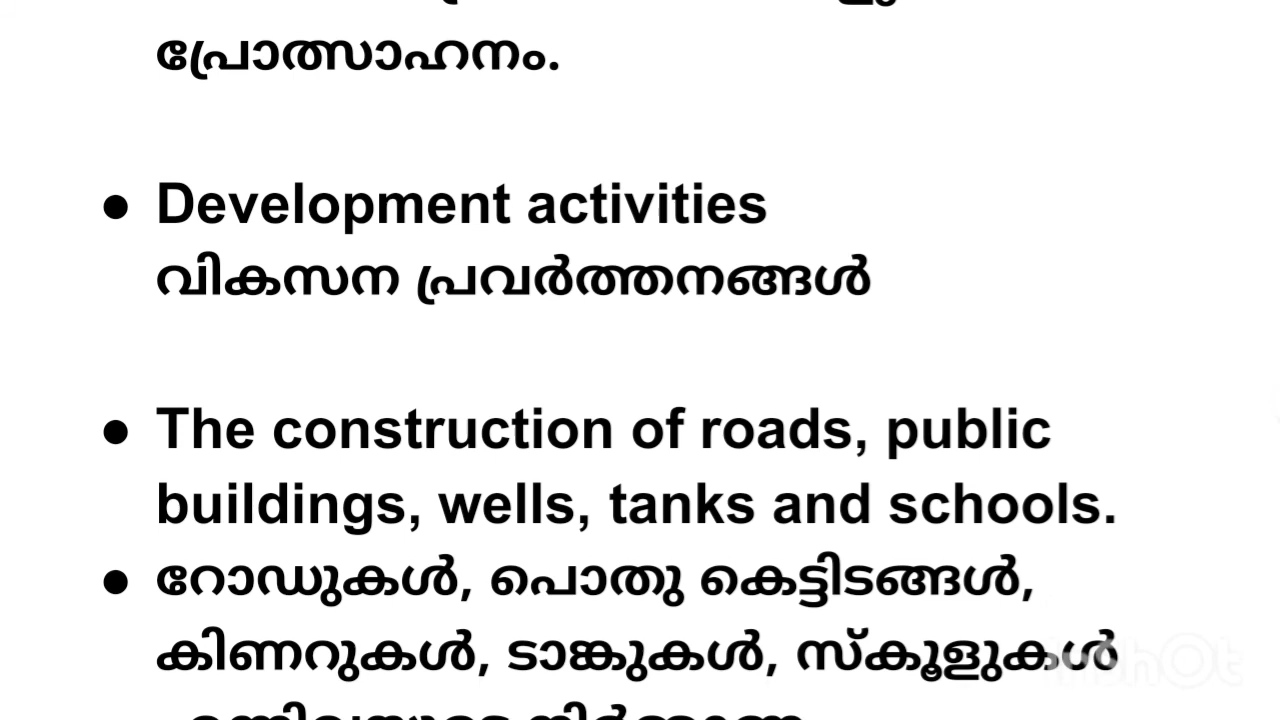 പ്രോത്സാഹനം.
● Development activities
വികസന പ്രവർത്തനങ്ങൾ
● The construction of roads, public
buildings, wells, tanks and schools.
● റോഡുകൾ, പൊതു കെട്ടിടങ്ങൾ,
കിണറുകൾ, ടാങ്കുകൾ, സ്കൂളുകൾ
InShOt